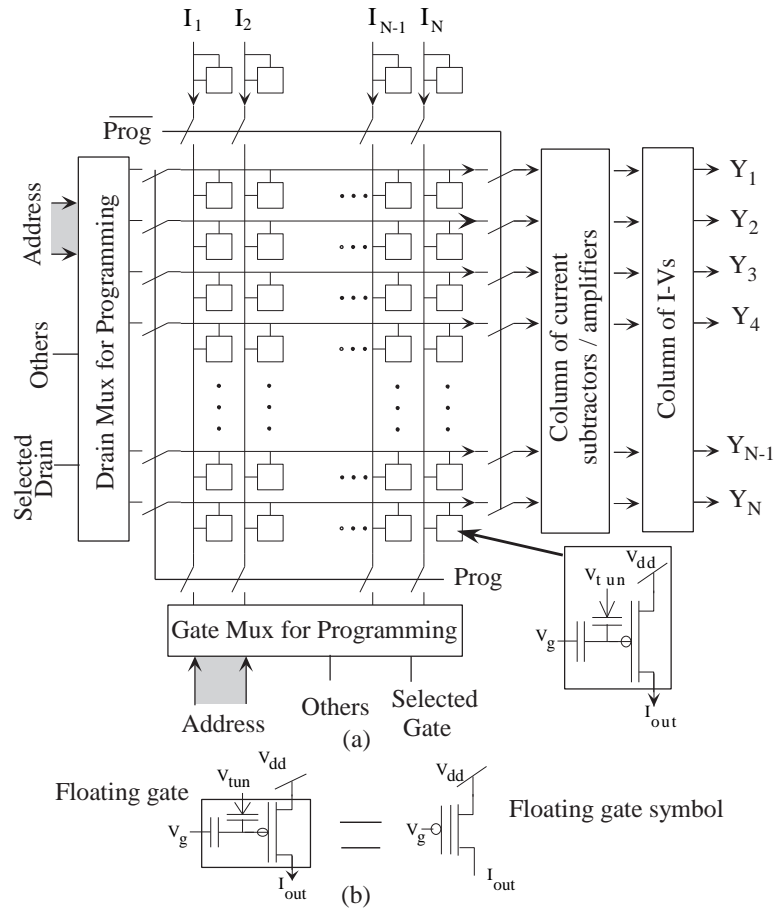 I1 I2 IN-1 IN
Prog
Address
Others
Selected Drain
Drain Mux for Programming
Column of current subtractors / amplifiers
Column of I-Vs
Y1
Y2
Y3
Y4
YN-1
YN
Prog
Gate Mux for Programming
Address
Others
Selected Gate
Vdd
Vtun
Vg
Iout
(a)
Floating gate
Vtun
Vdd
Vg
Iout
Vdd
Vg
Iout
Floating gate symbol
(b)